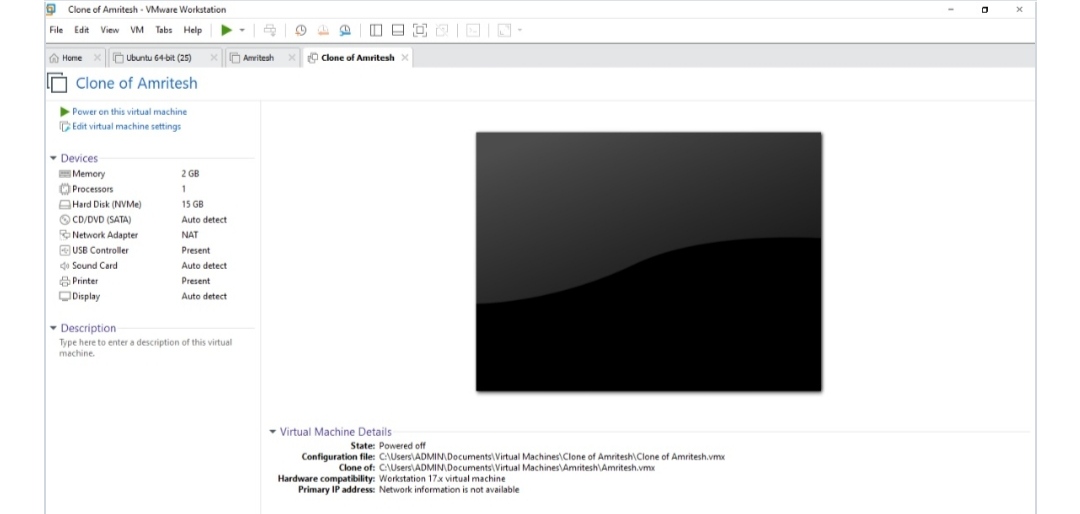 Clone of Amritesh - VMware Workstation
File Edit View VM Tabs Help
Home Ubuntu 64-bit (25) Amritesh Clone of Amritesh
Clone of Amritesh
Power on this virtual machine
Edit virtual machine settings
Devices
Memory 2 GB
Processors 1
Hard Disk (NVMe) 15 GB
CD/DVD (SATA) Auto detect
Network Adapter NAT
USB Controller Present
Sound Card Auto detect
Printer Present
Display Auto detect
Description
Type here to enter a description of this virtual
machine.
Virtual Machine Details
State: Powered off
Configuration file: C:\Users\ADMIN\Documents\Virtual Machines\Clone of Amritesh\Clone of Amritesh.vmx
Clone of: C:\Users\ADMIN\Documents\Virtual Machines\Amritesh\Amritesh.vmx
Hardware compatibility: Workstation 17.x virtual machine
Primary IP address: Network information is not available